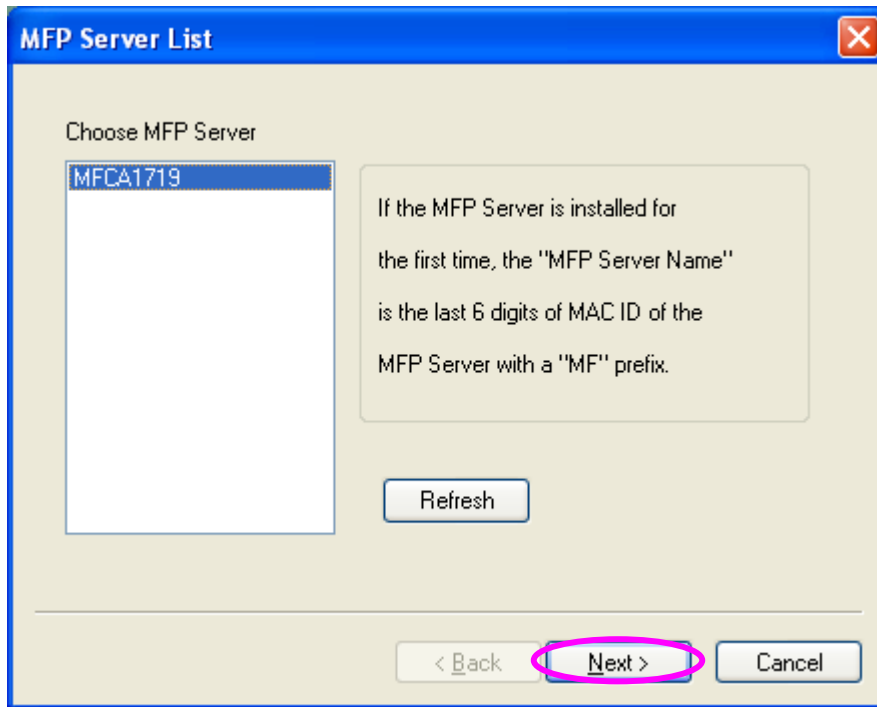 MFP Server List
Choose MFP Server
MFCA1719
If the MFP Server is installed for
the first time, the "MFP Server Name"
is the last 6 digits of MAC ID of the
MFP Server with a "MF" prefix.
Refresh
< Back
Next >
Cancel